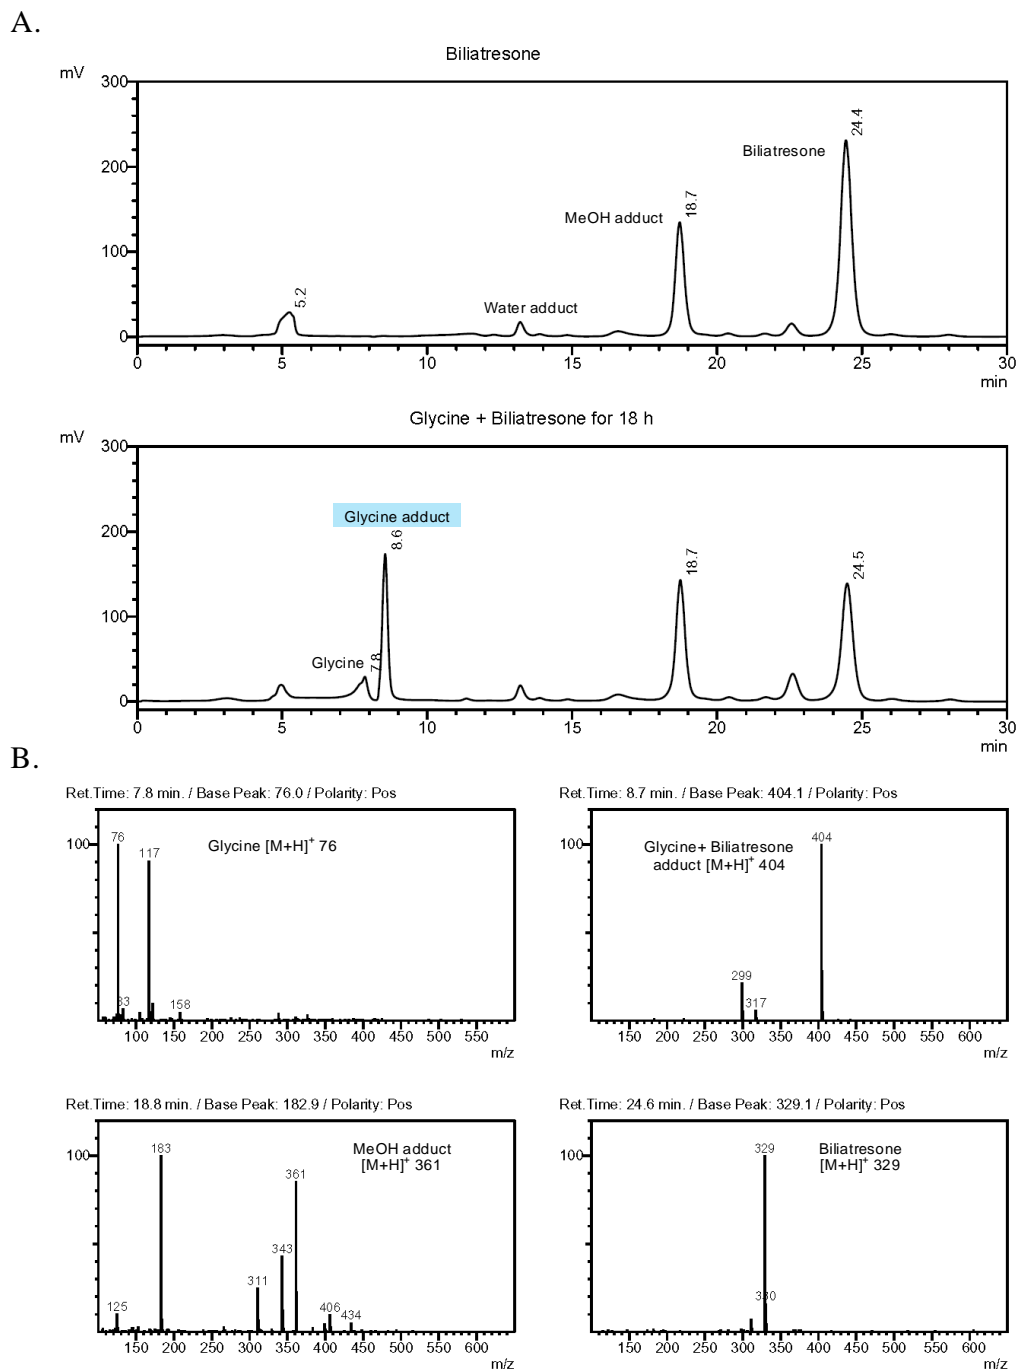 A.
Biliatresone
mV
300
200
100
0
5.2
Water adduct
MeOH adduct
18.7
Biliatresone
24.4
0 5 10 15 20 25 30
min
Glycine + Biliatresone for 18 h
mV
300
200
100
0
Glycine adduct
8.6
Glycine
7.8
18.7
24.5
0 5 10 15 20 25 30
min
B.
Ret.Time: 7.8 min. / Base Peak: 76.0 / Polarity: Pos
100
76
117
83
158
Glycine [M+H]+ 76
100 150 200 250 300 350 400 450 500 550
m/z
Ret.Time: 8.7 min. / Base Peak: 404.1 / Polarity: Pos
100
Glycine+ Biliatresone
adduct [M+H]+ 404
404
299
317
150 200 250 300 350 400 450 500 550 600
m/z
Ret.Time: 18.8 min. / Base Peak: 182.9 / Polarity: Pos
100
183
MeOH adduct
[M+H]+ 361
361
343
311
125
406
434
100 150 200 250 300 350 400 450 500 550 600
m/z
Ret.Time: 24.6 min. / Base Peak: 329.1 / Polarity: Pos
100
329
Biliatresone
[M+H]+ 329
330
150 200 250 300 350 400 450 500 550 600
m/z